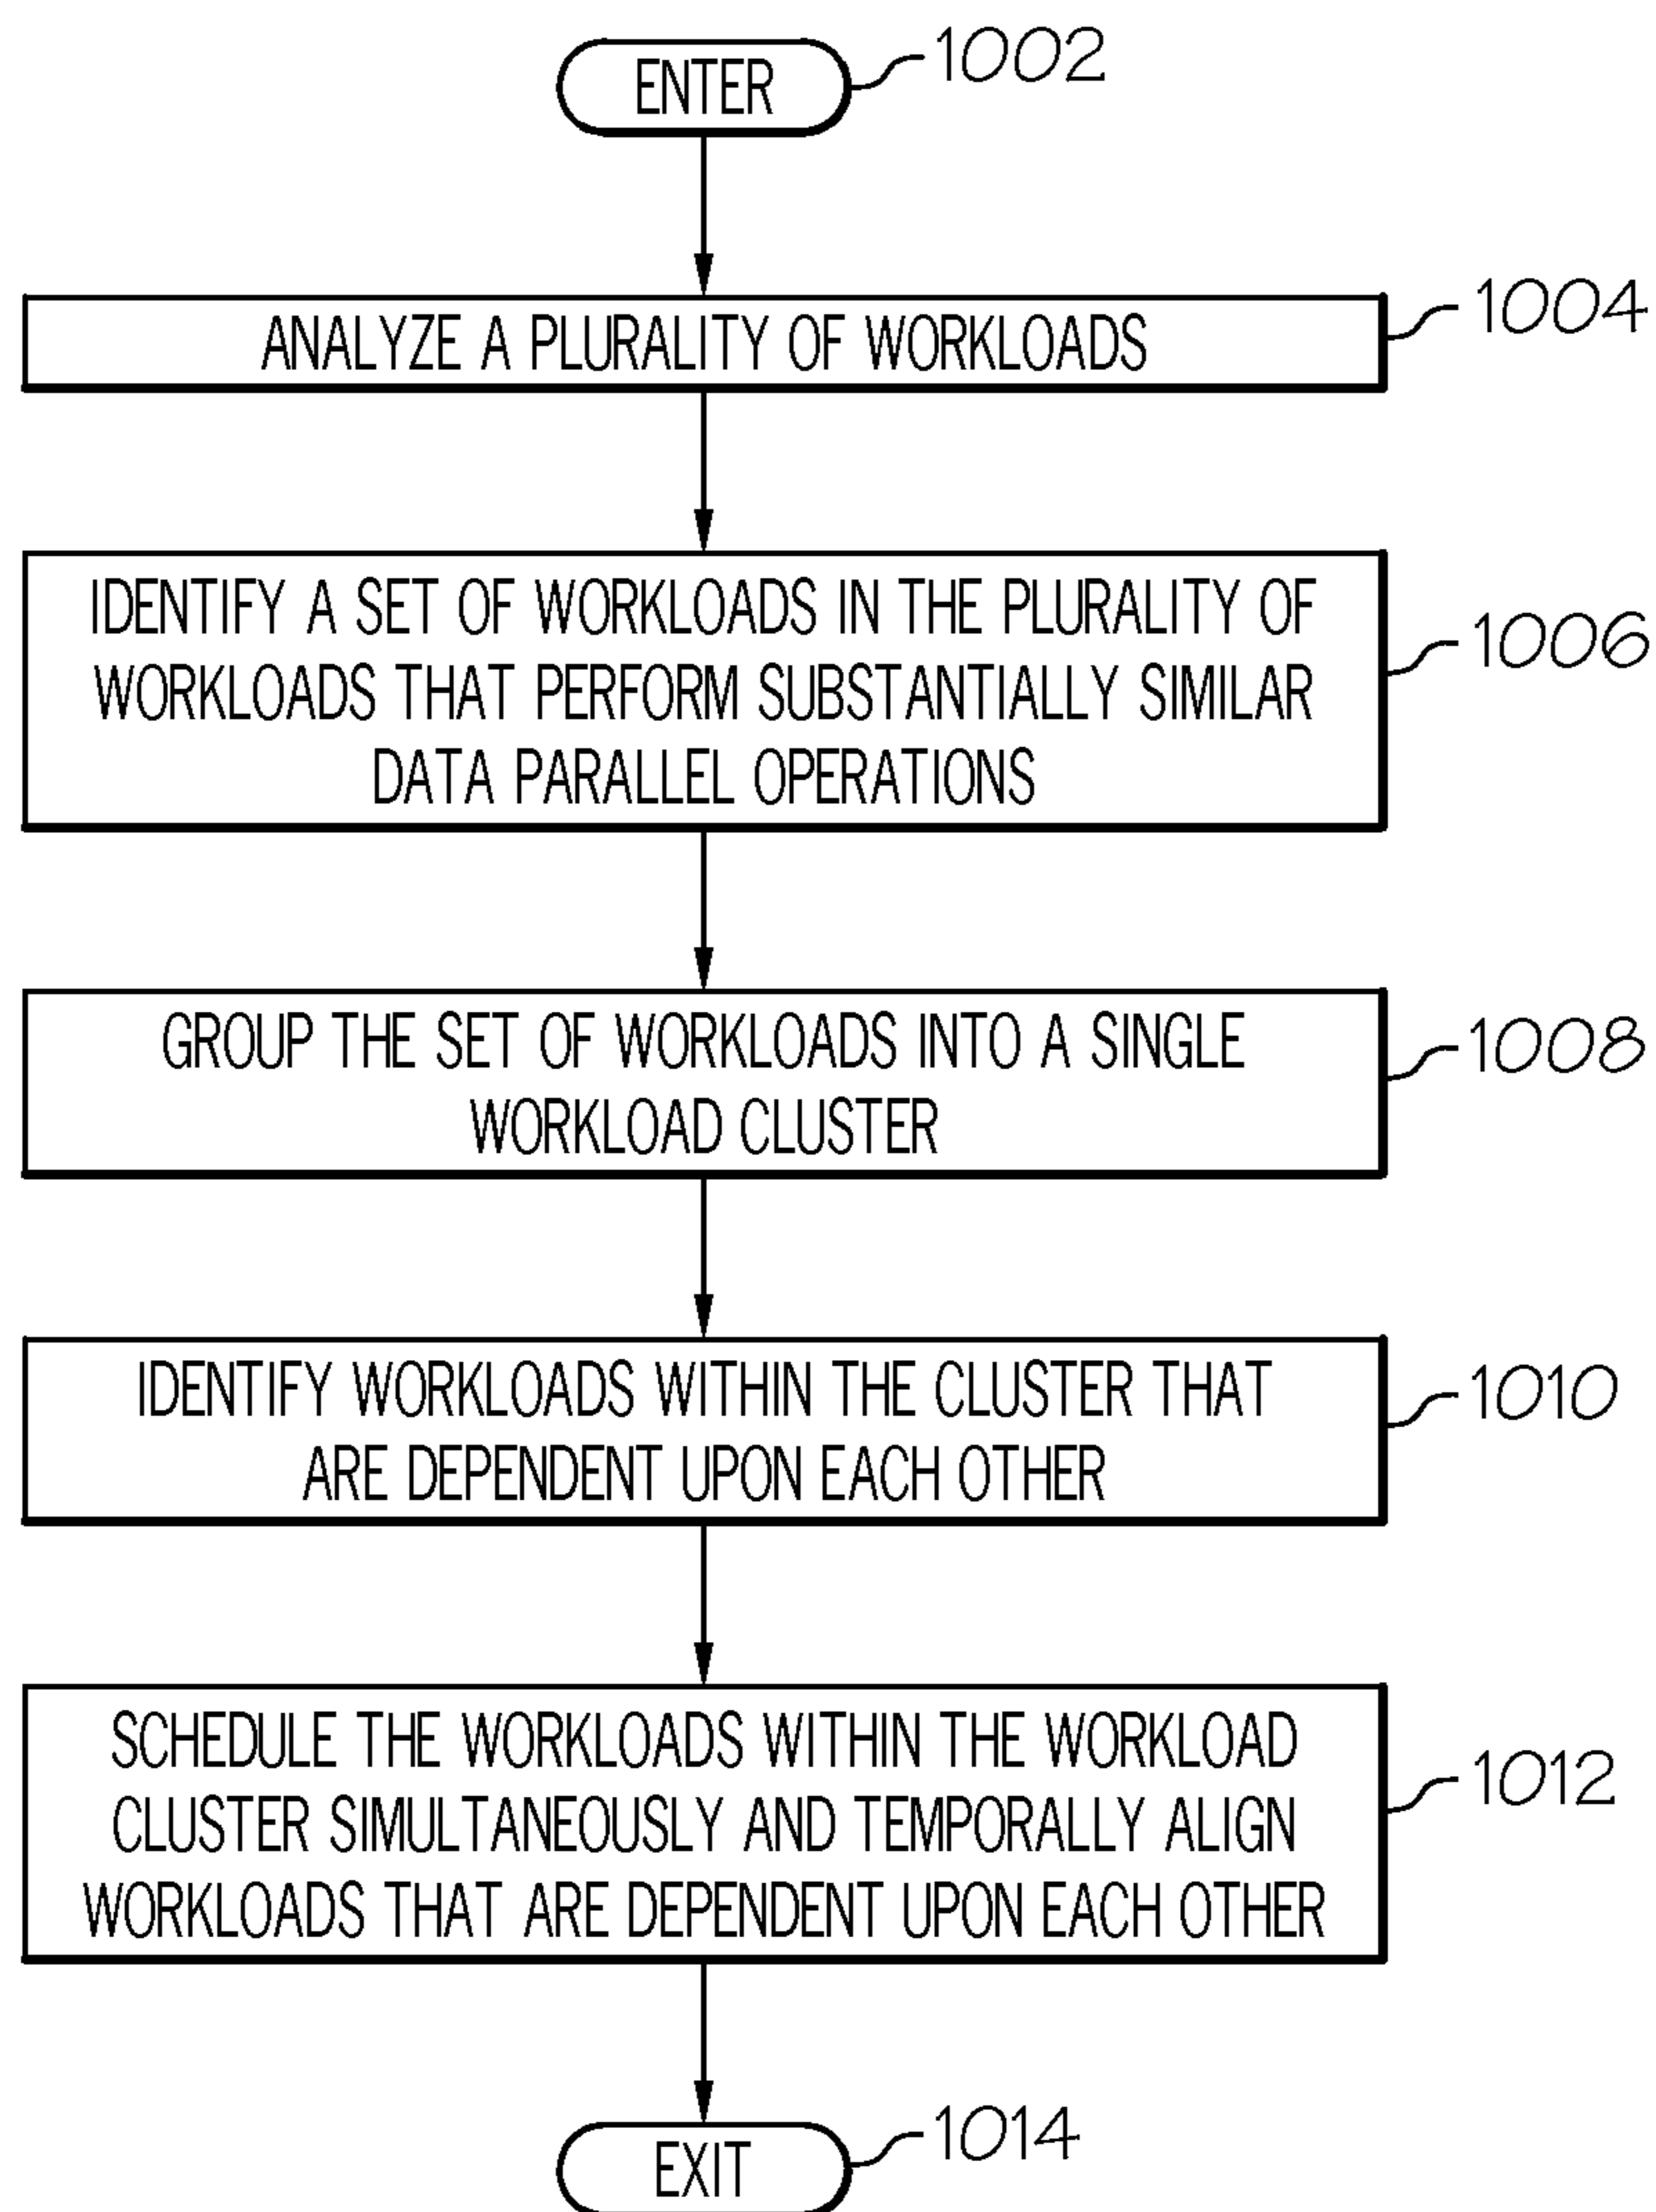 ENTER
1002
ANALYZE A PLURALITY OF WORKLOADS
1004
IDENTIFY A SET OF WORKLOADS IN THE PLURALITY OF
WORKLOADS THAT PERFORM SUBSTANTIALLY SIMILAR
DATA PARALLEL OPERATIONS
1006
GROUP THE SET OF WORKLOADS INTO A SINGLE
WORKLOAD CLUSTER
1008
IDENTIFY WORKLOADS WITHIN THE CLUSTER THAT
ARE DEPENDENT UPON EACH OTHER
1010
SCHEDULE THE WORKLOADS WITHIN THE WORKLOAD
CLUSTER SIMULTANEOUSLY AND TEMPORALLY ALIGN
WORKLOADS THAT ARE DEPENDENT UPON EACH OTHER
1012
EXIT
1014